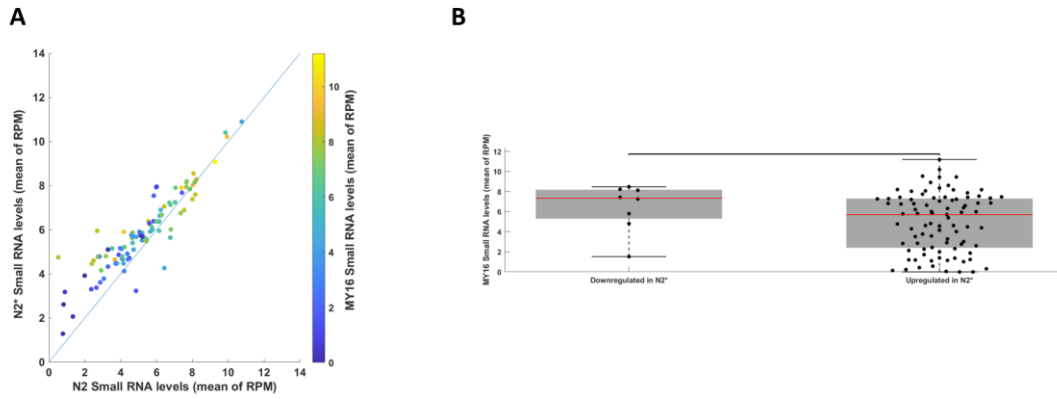 A
B
14
12
10
8
6
4
2
0
N2* Small RNA levels (mean of RPM)
0 2 4 6 8 10 12 14
N2 Small RNA levels (mean of RPM)
10
8
6
4
2
0
MY16 Small RNA levels (mean of RPM)
12
10
8
6
4
2
0
MY16 Small RNA levels (mean of RPM)
Downregulated in N2* Upregulated in N2*